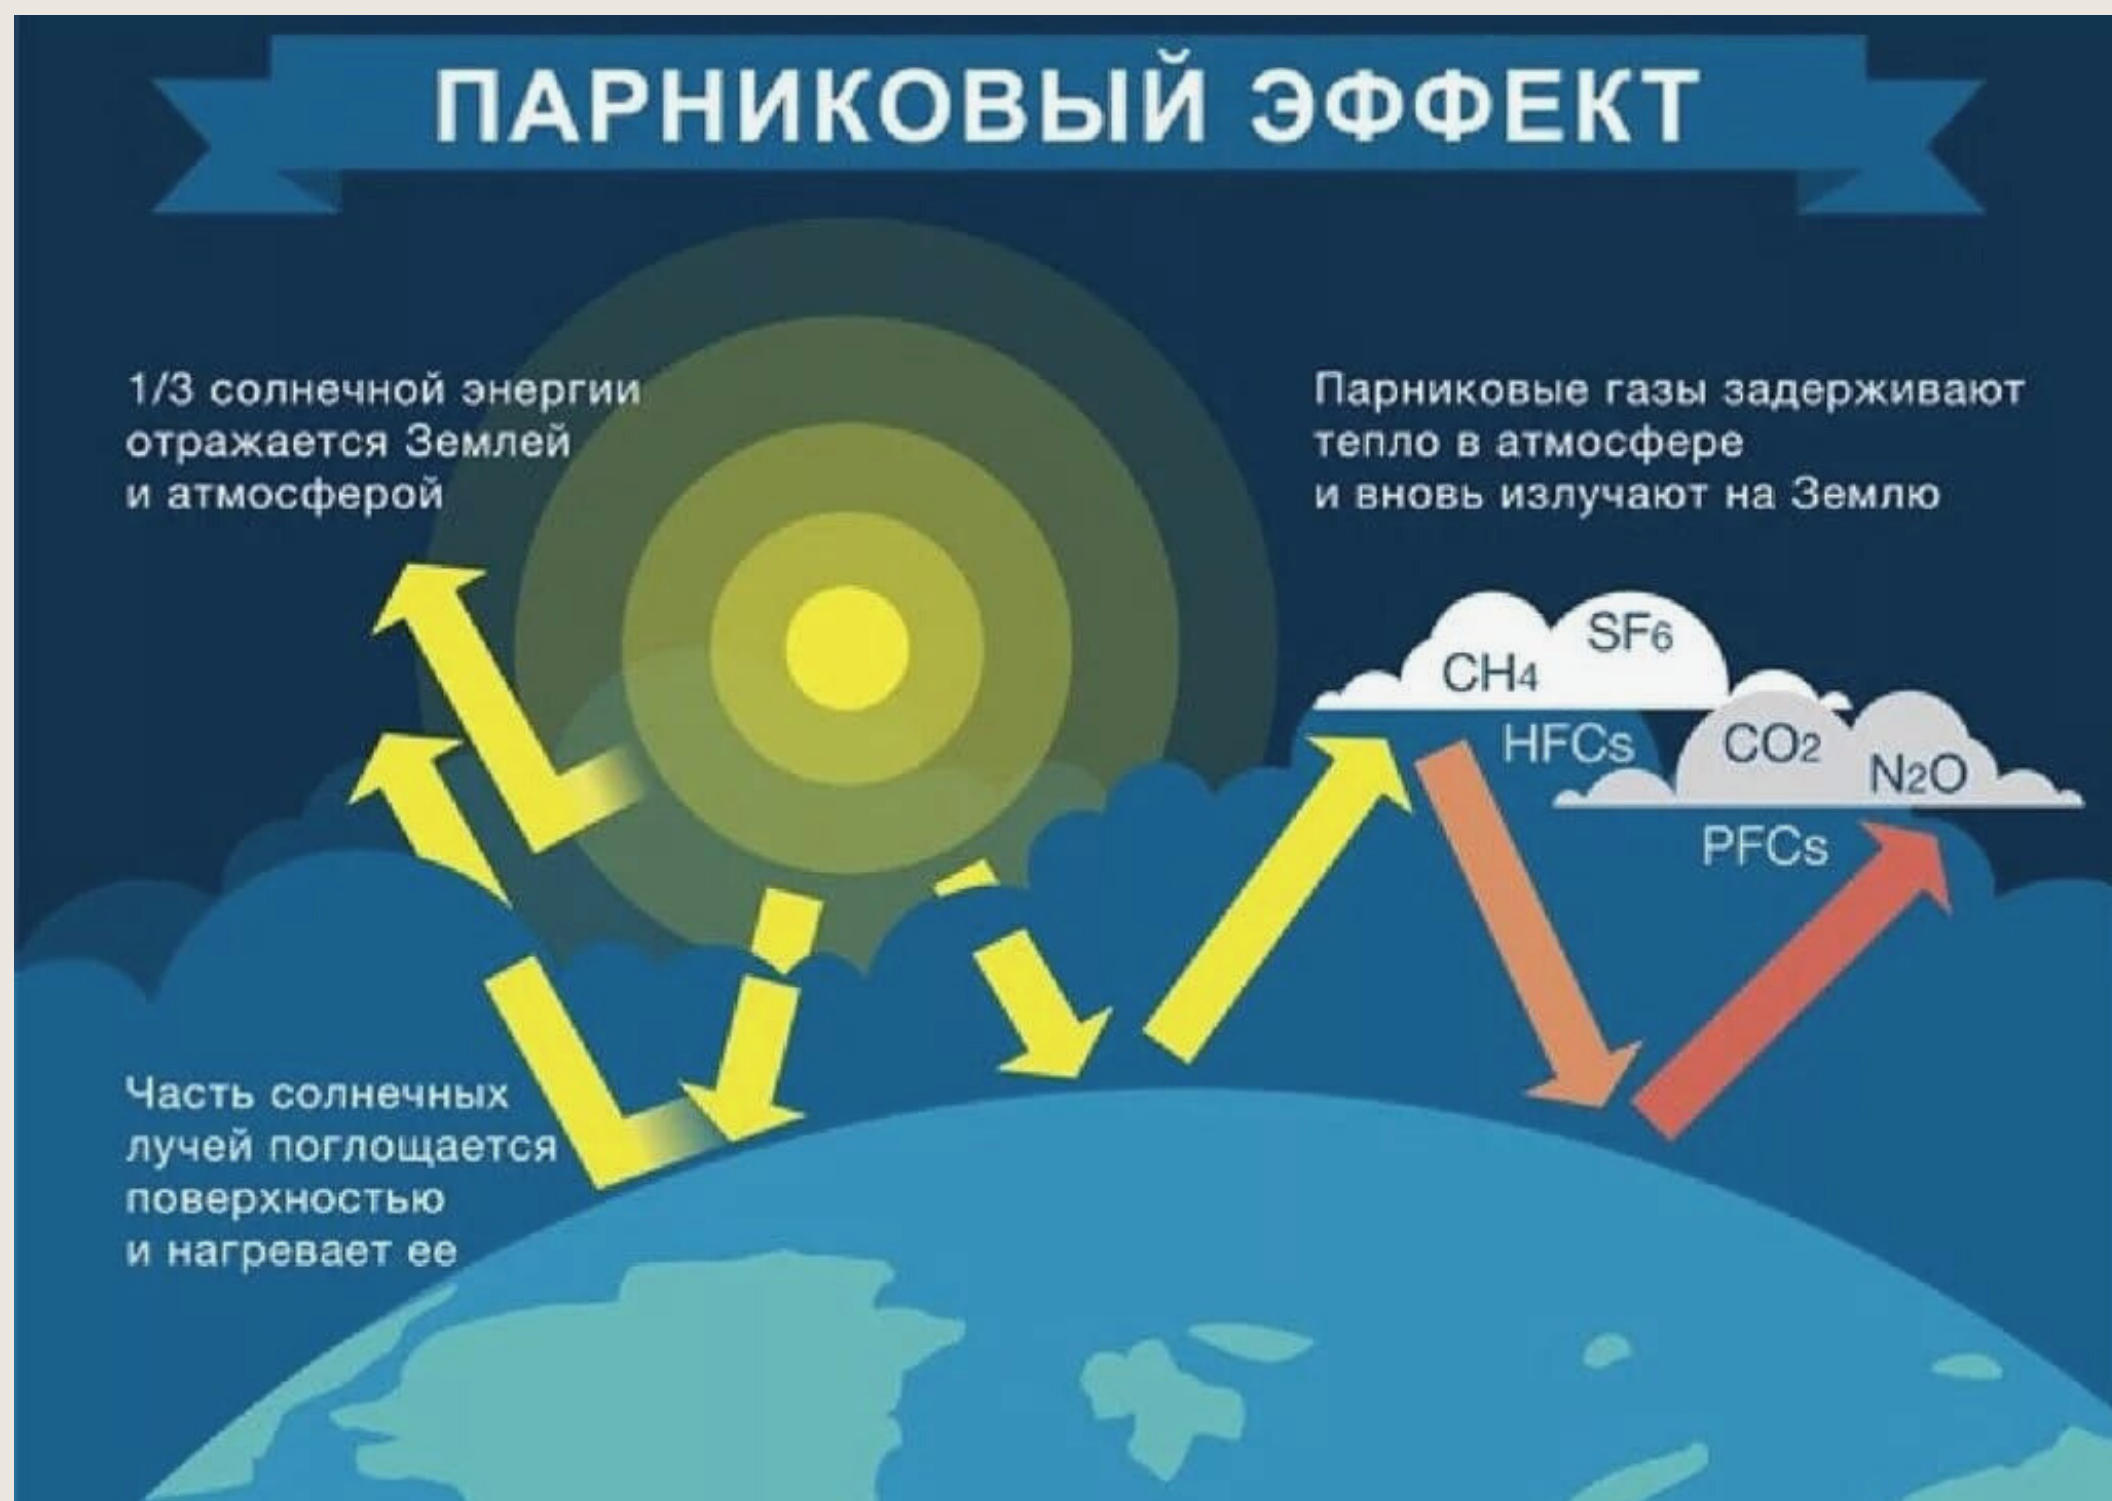 ПАРНИКОВЫЙ ЭФФЕКТ
1/3 солнечной энергии
отражается Землей
и атмосферой
Парниковые газы задерживают
тепло в атмосфере
и вновь излучают на Землю
SF6
CH4
HFCs
CO2
N2O
PFCs
Часть солнечных
лучей поглощается
поверхностью
и нагревает ее